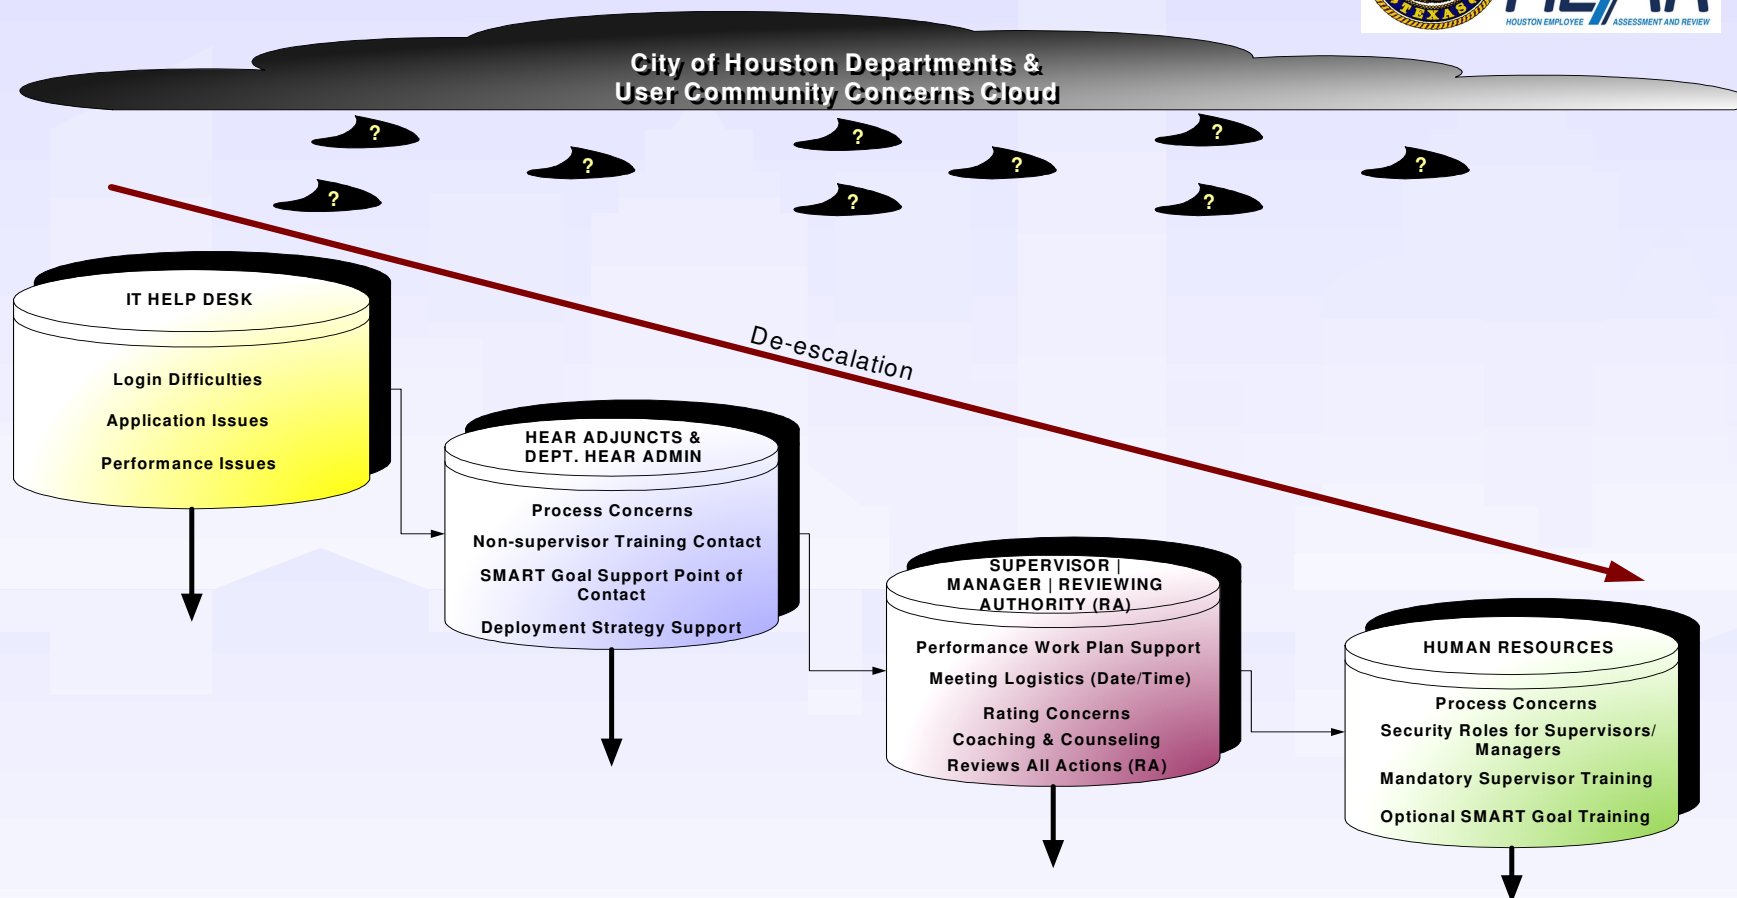 TEXAS
HOUSTON EMPLOYEE ASSESSMENT AND REVIEW
City of Houston Departments &
User Community Concerns Cloud
?
?
?
?
?
?
?
?
?
De-escalation
IT HELP DESK
Login Difficulties
Application Issues
Performance Issues
HEAR ADJUNCTS &
DEPT. HEAR ADMIN
Process Concerns
Non-supervisor Training Contact
SMART Goal Support Point of
Contact
Deployment Strategy Support
SUPERVISOR |
MANAGER | REVIEWING
AUTHORITY (RA)
Performance Work Plan Support
Meeting Logistics (Date/Time)
Rating Concerns
Coaching & Counseling
Reviews All Actions (RA)
HUMAN RESOURCES
Process Concerns
Security Roles for Supervisors/
Managers
Mandatory Supervisor Training
Optional SMART Goal Training